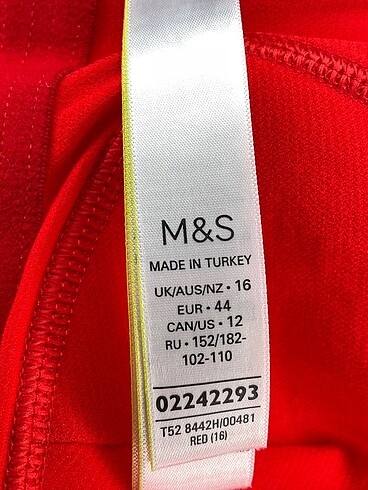 M&S
MADE IN TURKEY
UK/AUS/NZ • 16
EUR • 44
CAN/US • 12
RU • 152/182-
102-110
02242293
T52 8442H/00481
RED (16)